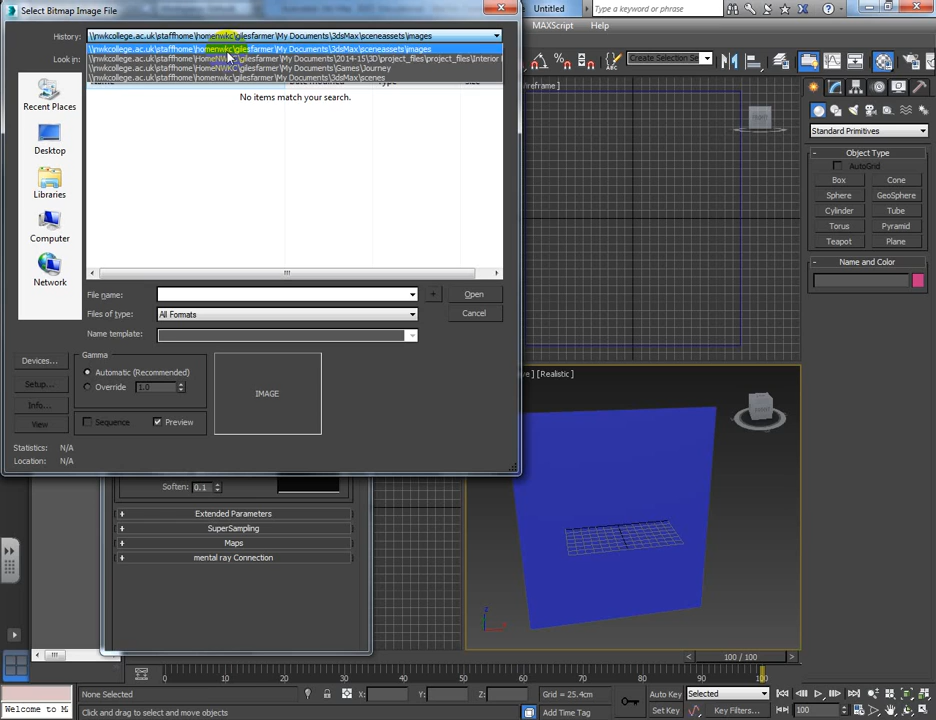 Select Bitmap Image File
Untitled
Type a keyword or phrase
History:
\\nwkcollege.ac.uk\staffhome\homenwkc\gilesfarmer\My Documents\3dsMax\sceneassets\images
MAXScript
\\nwkcollege.ac.uk\staffhome\homenwkc\gilesfarmer\My Documents\3dsMax\sceneassets\images
Look in:
\\nwkcollege.ac.uk\staffhome\HomeNWKC\gilesfarmer\My Documents\2014-15\3D\project_files\project_files\Interior
Create Selection Se
\\nwkcollege.ac.uk\staffhome\HomeNWKC\gilesfarmer\My Documents\Games\Journey
\\nwkcollege.ac.uk\staffhome\homenwkc\gilesfarmer\My Documents\3dsMax\scenes
No items match your search.
Recent Places
Desktop
Libraries
Computer
Network
ireframe ]
FRONT
Standard Primitives
- Object Type
AutoGrid
Box Cone
Sphere GeoSphere
Cylinder Tube
Torus Pyramid
Teapot Plane
- Name and Color
File name: + Open
Files of type: All Formats Cancel
Name template:
Devices...
Setup...
Info...
View
Gamma
Automatic (Recommended)
Override 1.0
Sequence Preview
IMAGE
Statistics: N/A
Location: N/A
ve ] [Realistic ]
Soften: 0.1
+ Extended Parameters
+ SuperSampling
+ Maps
+ mental ray Connection
< 100 / 100 >
0 10 20 30 40 50 60 70 80 90 100
None Selected X: Y: Z: Grid = 25.4cm Auto Key Selected
Welcome to M Click and drag to select and move objects Add Time Tag Set Key Key Filters... 100